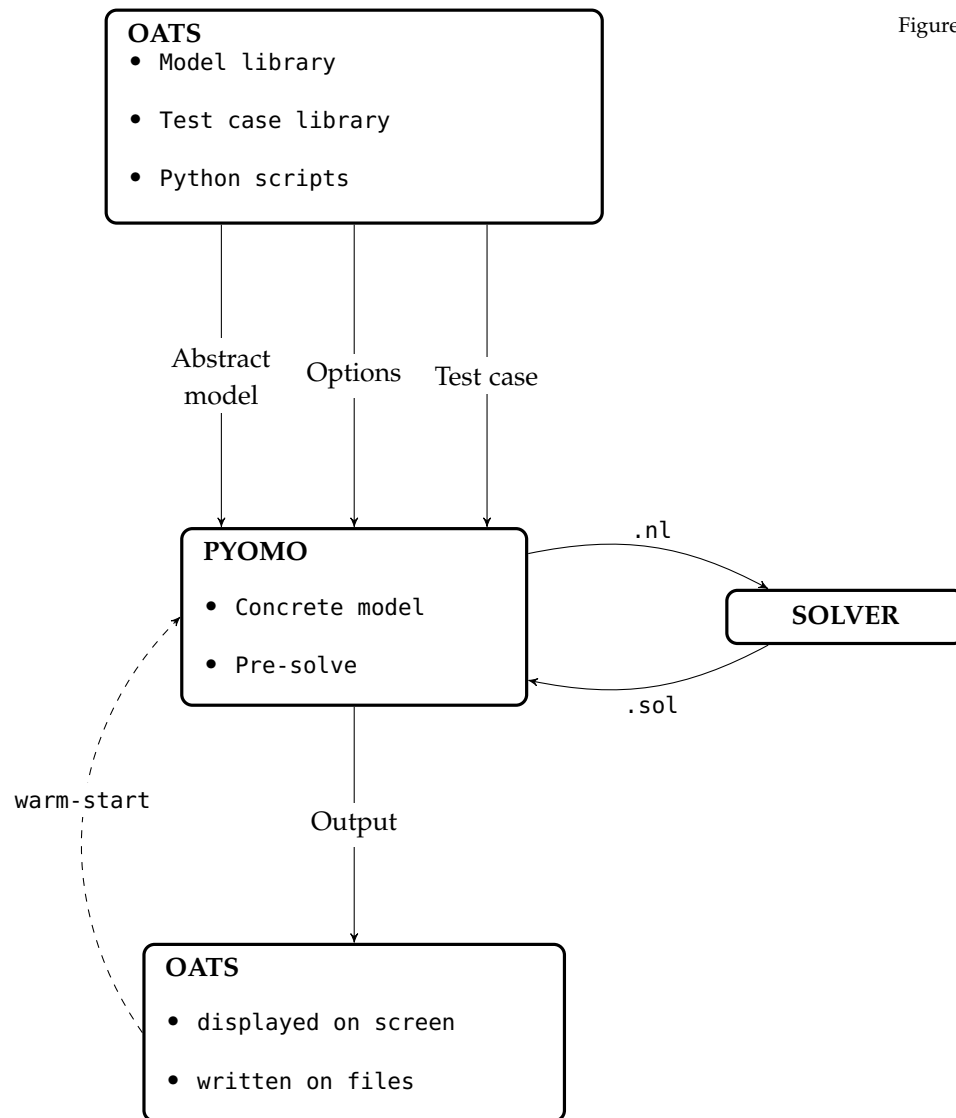 Figure
OATS
• Model library
• Test case library
• Python scripts
Abstract
model
Options
Test case
PYOMO
• Concrete model
• Pre-solve
.nl
SOLVER
.sol
warm-start
Output
OATS
• displayed on screen
• written on files